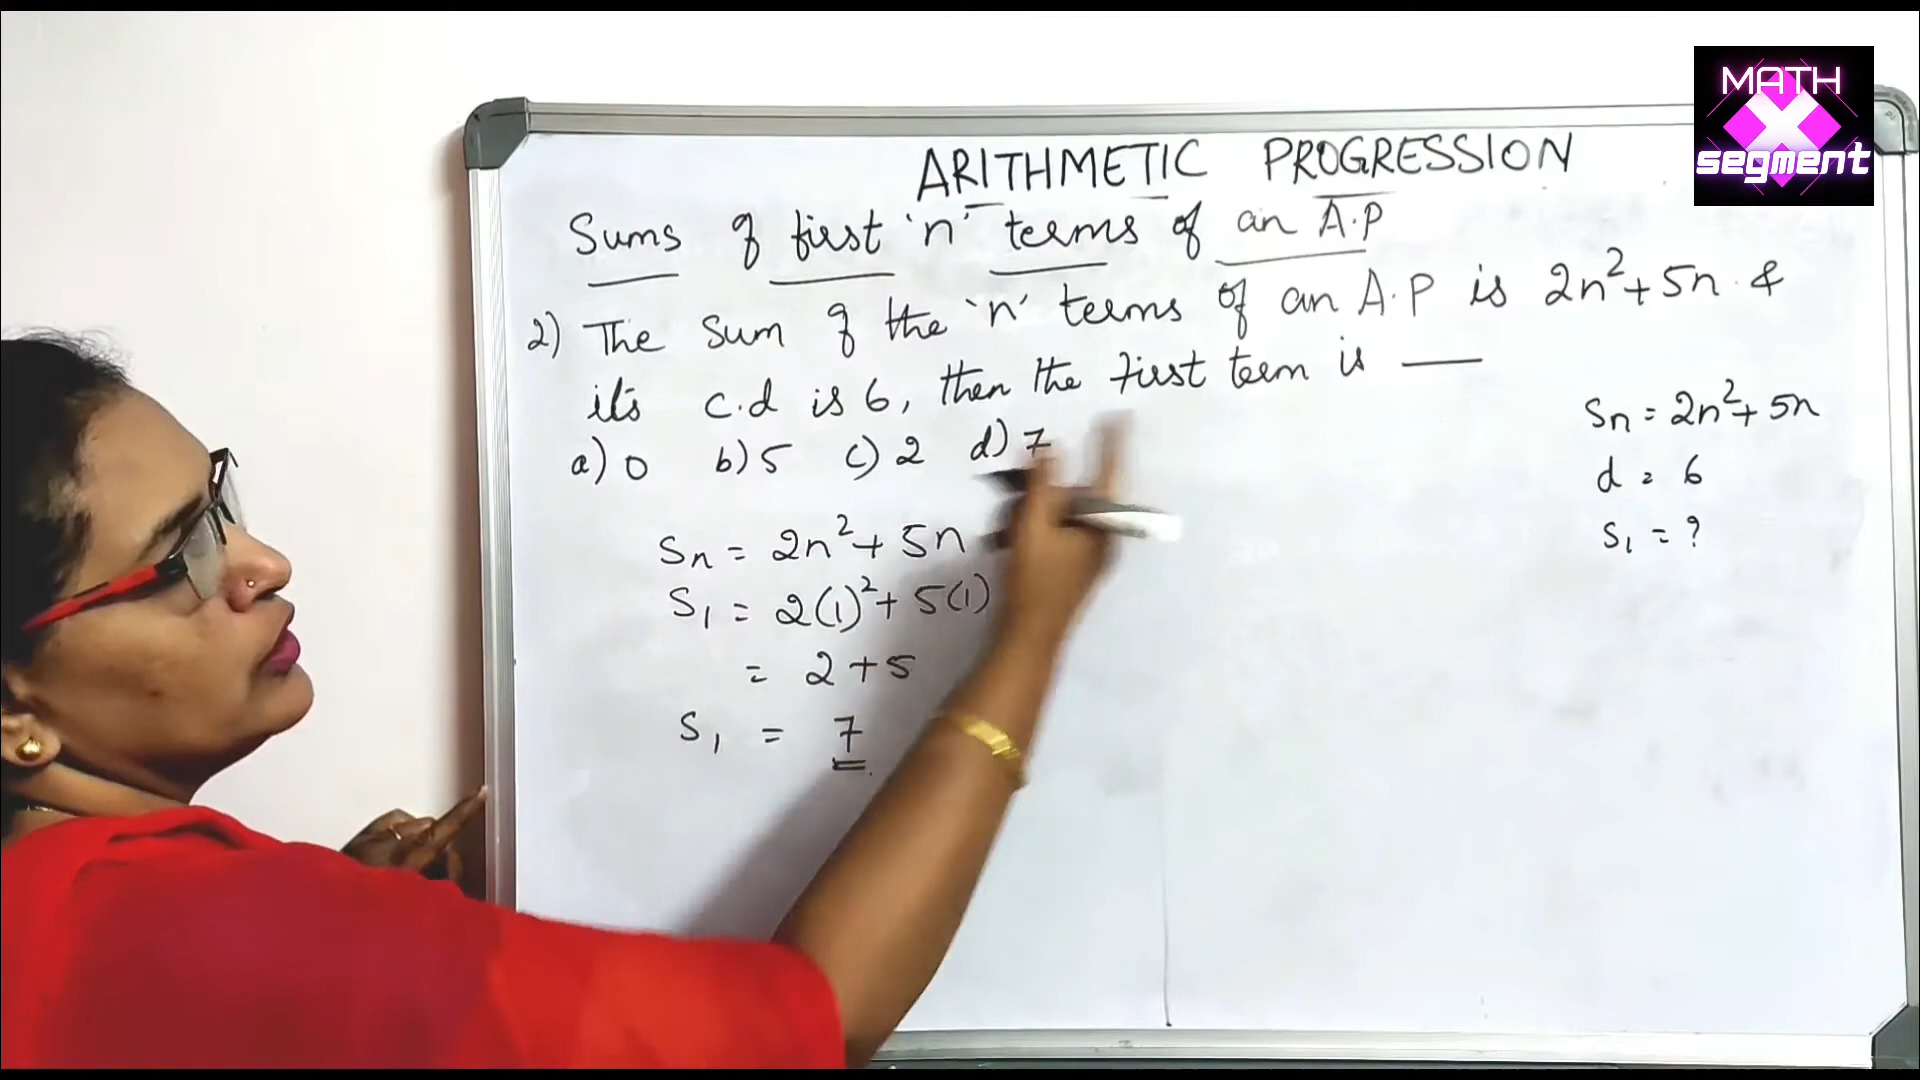 MATH
X
segment
ARITHMETIC PROGRESSION
Sums of first 'n' terms of an A.P
2) The Sum of the 'n' terms of an A.P is 2n²+5n &
it's c.d is 6, then the first term is ___
a) 0 b) 5 c) 2 d) 7
Sn = 2n²+ 5n
d = 6
S₁ = ?
Sn = 2n²+ 5n
S₁ = 2(1)²+ 5(1)
= 2+5
S₁ = 7